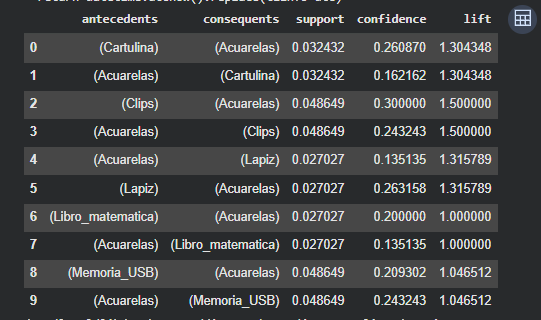 antecedents consequents support confidence lift
0 (Cartulina) (Acuarelas) 0.032432 0.260870 1.304348
1 (Acuarelas) (Cartulina) 0.032432 0.162162 1.304348
2 (Clips) (Acuarelas) 0.048649 0.300000 1.500000
3 (Acuarelas) (Clips) 0.048649 0.243243 1.500000
4 (Acuarelas) (Lapiz) 0.027027 0.135135 1.315789
5 (Lapiz) (Acuarelas) 0.027027 0.263158 1.315789
6 (Libro_matematica) (Acuarelas) 0.027027 0.200000 1.000000
7 (Acuarelas) (Libro_matematica) 0.027027 0.135135 1.000000
8 (Memoria_USB) (Acuarelas) 0.048649 0.209302 1.046512
9 (Acuarelas) (Memoria_USB) 0.048649 0.243243 1.046512